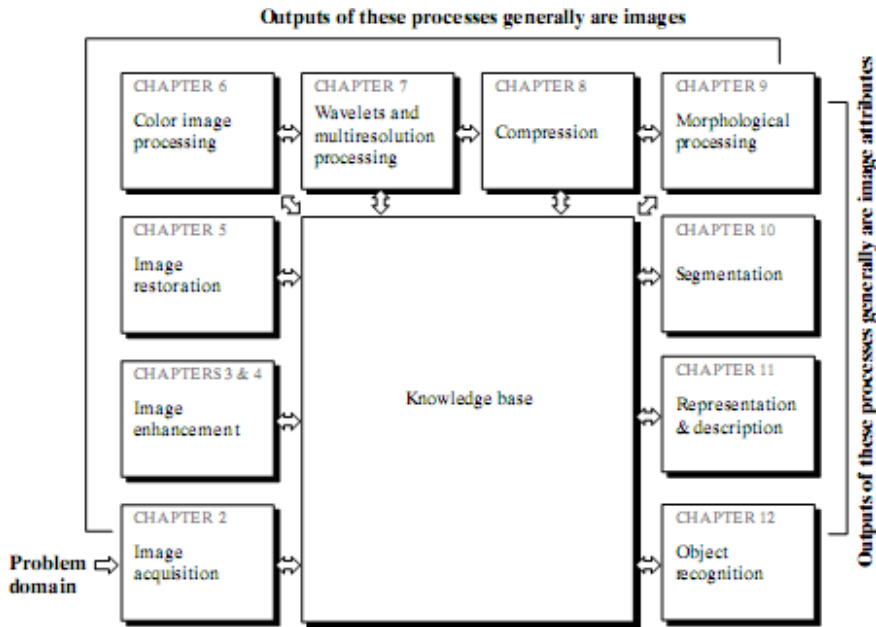 Outputs of these processes generally are images
CHAPTER 6
Color image
processing
CHAPTER 7
Wavelets and
multiresolution
processing
CHAPTER 8
Compression
CHAPTER 9
Morphological
processing
CHAPTER 5
Image
restoration
CHAPTER 10
Segmentation
CHAPTERS 3 & 4
Image
enhancement
Knowledge base
CHAPTER 11
Representation
& description
CHAPTER 2
Image
acquisition
CHAPTER 12
Object
recognition
Problem
domain
Outputs of these processes generally are image attributes